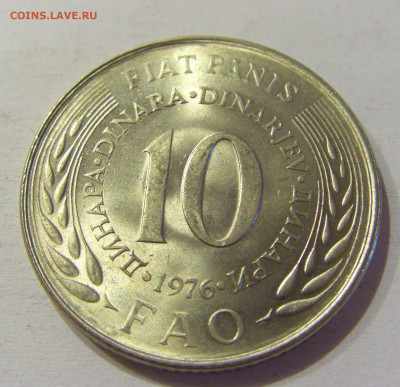 COINS.LAVE.RU
FIAT PANIS
ДИНАРА·DINARA·DINARJEV·ДИНАРИ
10
·1976·
FAO